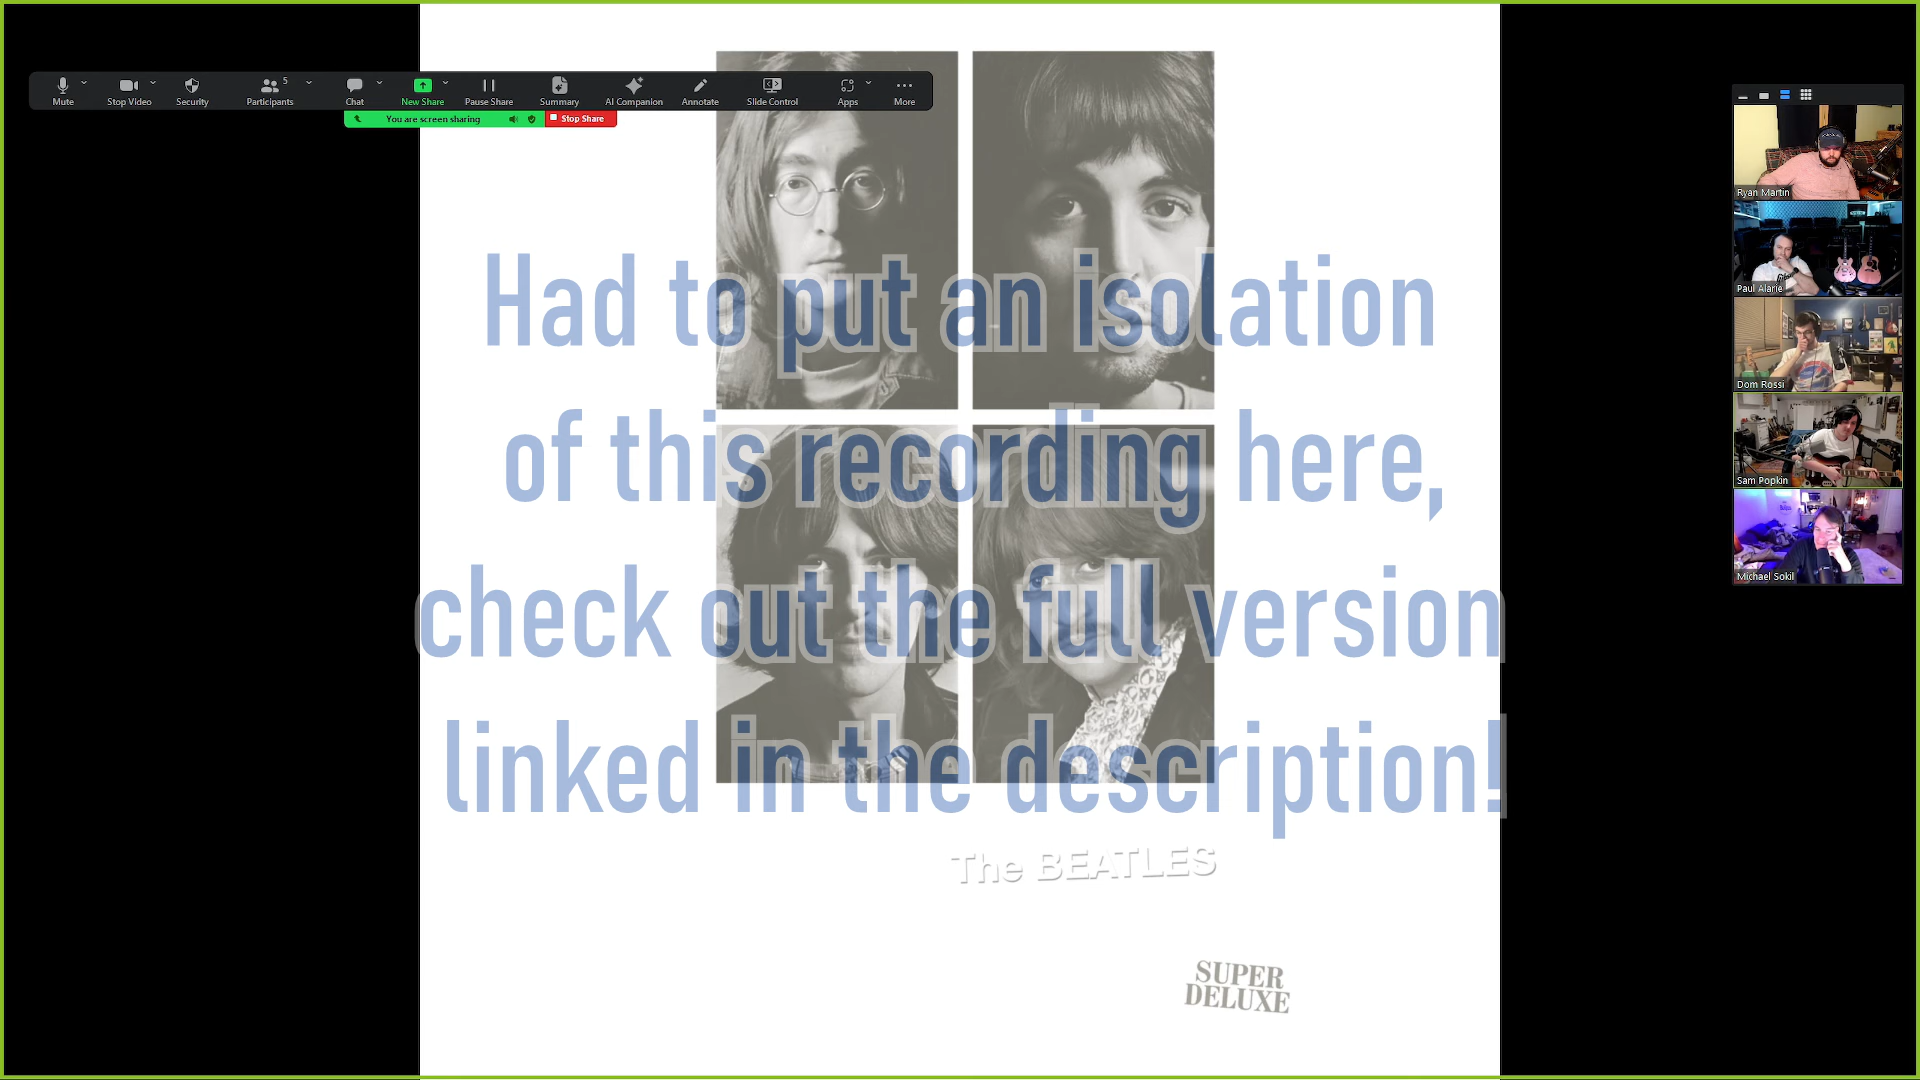 5
Mute Stop Video Security Participants Chat New Share Pause Share Summary AI Companion Annotate Slide Control Apps More
You are screen sharing Stop Share
Ryan Martin
Paul Alarie
Dom Rossi
Sam Popkin
Michael Sokil
Had to put an isolation
of this recording here,
check out the full version
linked in the description!
The BEATLES
SUPER
DELUXE